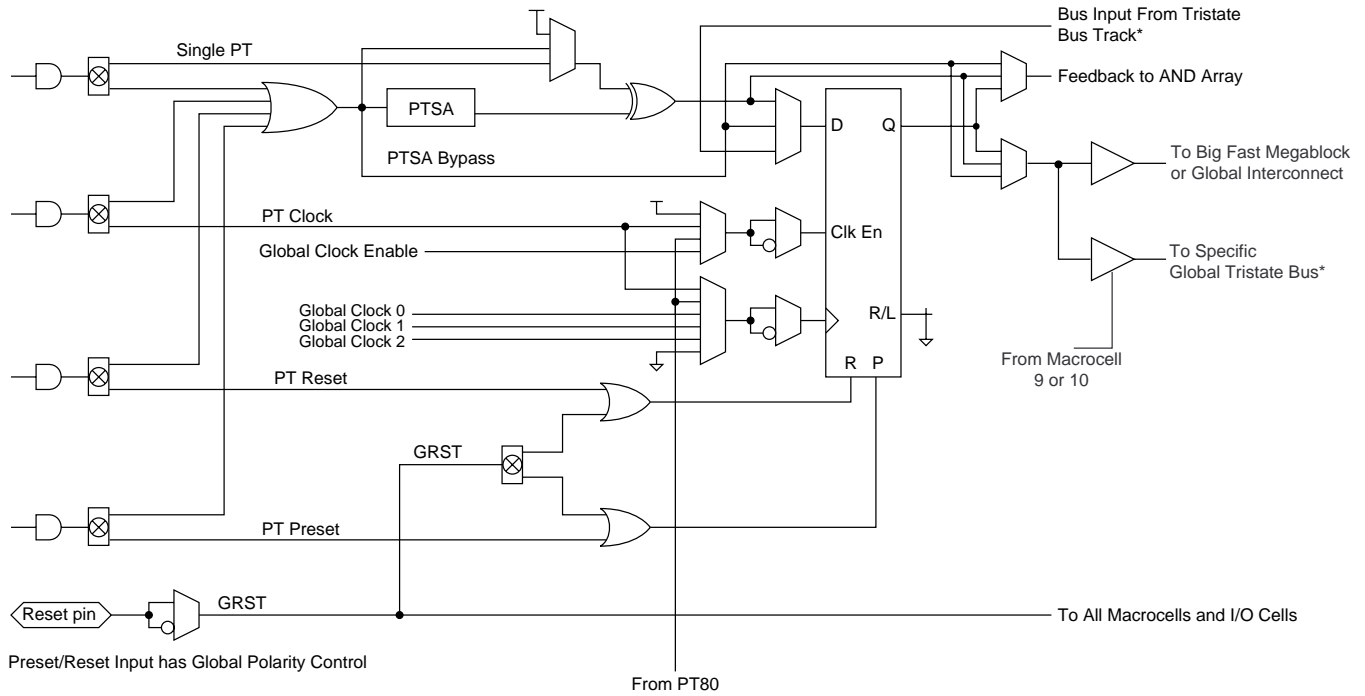 Bus Input From Tristate
Bus Track*
Single PT
Feedback to AND Array
PTSA
D
Q
PTSA Bypass
To Big Fast Megablock
or Global Interconnect
PT Clock
Clk En
Global Clock Enable
To Specific
Global Tristate Bus*
Global Clock 0
Global Clock 1
Global Clock 2
R/L
From Macrocell
9 or 10
R
P
PT Reset
GRST
PT Preset
Reset pin
GRST
To All Macrocells and I/O Cells
Preset/Reset Input has Global Polarity Control
From PT80